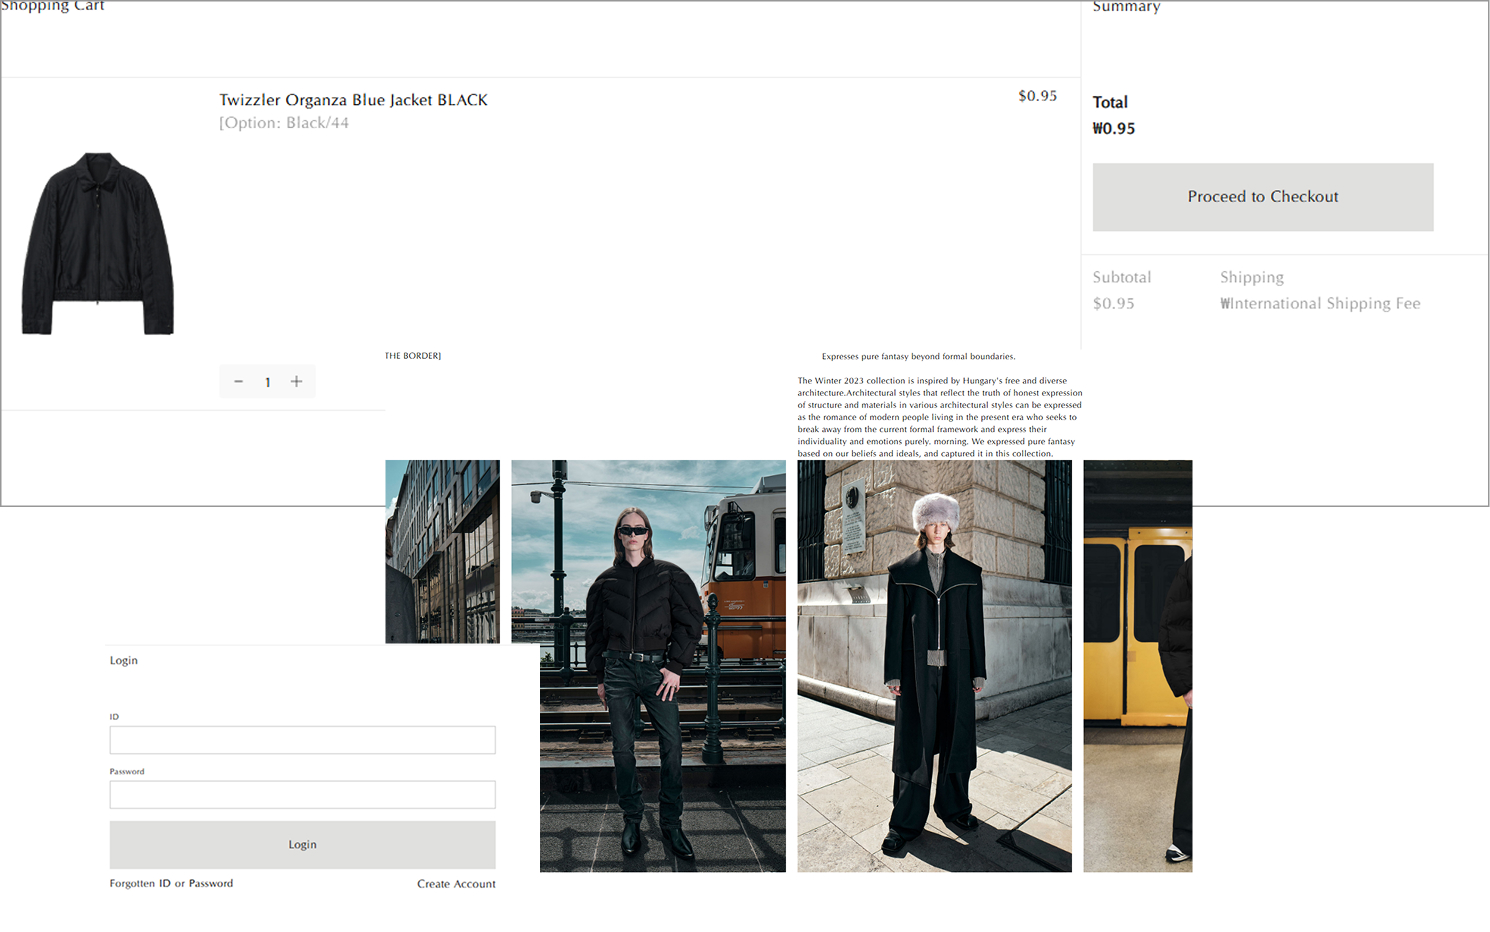 Shopping Cart
Summary
Twizzler Organza Blue Jacket BLACK
[Option: Black/44
$0.95
Total
₩0.95
Proceed to Checkout
Subtotal
Shipping
$0.95
₩International Shipping Fee
− 1 +
THE BORDER]
Expresses pure fantasy beyond formal boundaries.
The Winter 2023 collection is inspired by Hungary's free and diverse
architecture.Architectural styles that reflect the truth of honest expression
of structure and materials in various architectural styles can be expressed
as the romance of modern people living in the present era who seeks to
break away from the current formal framework and express their
individuality and emotions purely. morning. We expressed pure fantasy
based on our beliefs and ideals, and captured it in this collection.
Login
ID
Password
Login
Forgotten ID or Password
Create Account